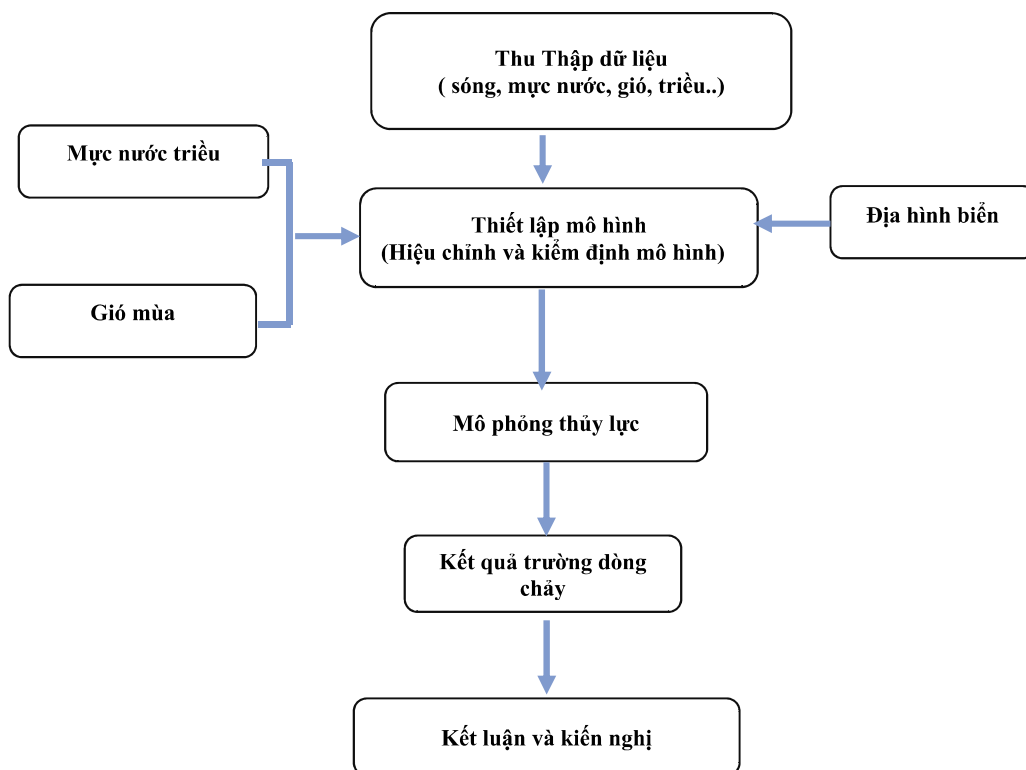 Thu Thập dữ liệu
( sóng, mực nước, gió, triều..)
Mực nước triều
Thiết lập mô hình
(Hiệu chỉnh và kiểm định mô hình)
Địa hình biển
Gió mùa
Mô phỏng thủy lực
Kết quả trường dòng
chảy
Kết luận và kiến nghị